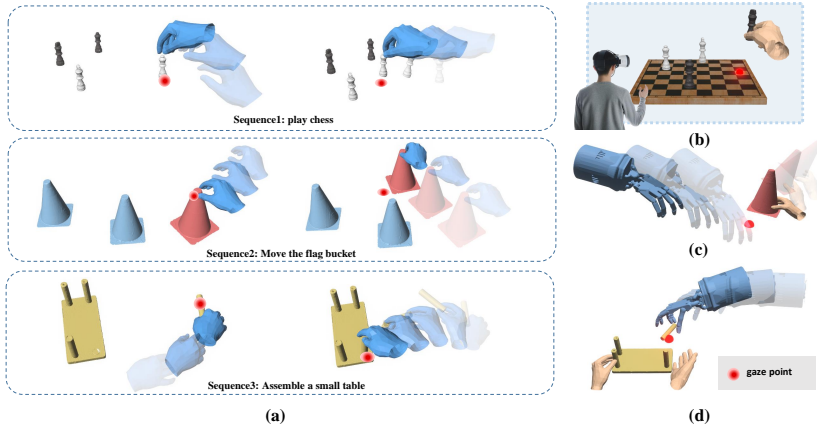 Sequence1: play chess
(b)
Sequence2: Move the flag bucket
(c)
Sequence3: Assemble a small table
gaze point
(a)
(d)